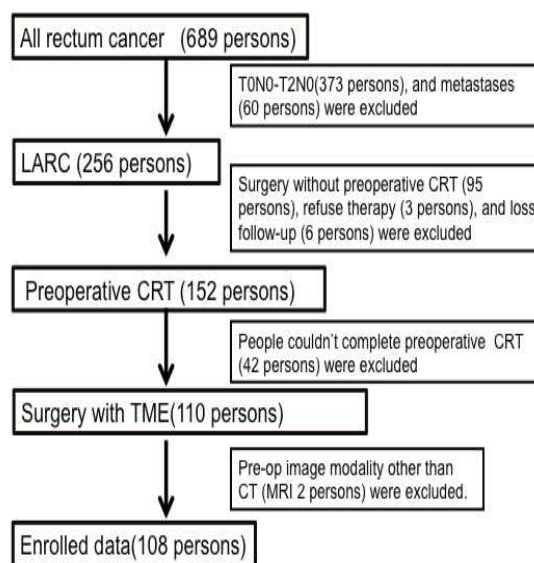 All rectum cancer (689 persons)
T0N0-T2N0(373 persons), and metastases
(60 persons) were excluded
LARC (256 persons)
Surgery without preoperative CRT (95
persons), refuse therapy (3 persons), and loss
follow-up (6 persons) were excluded
Preoperative CRT (152 persons)
People couldn't complete preoperative CRT
(42 persons) were excluded
Surgery with TME(110 persons)
Pre-op image modality other than
CT (MRI 2 persons) were excluded.
Enrolled data(108 persons)